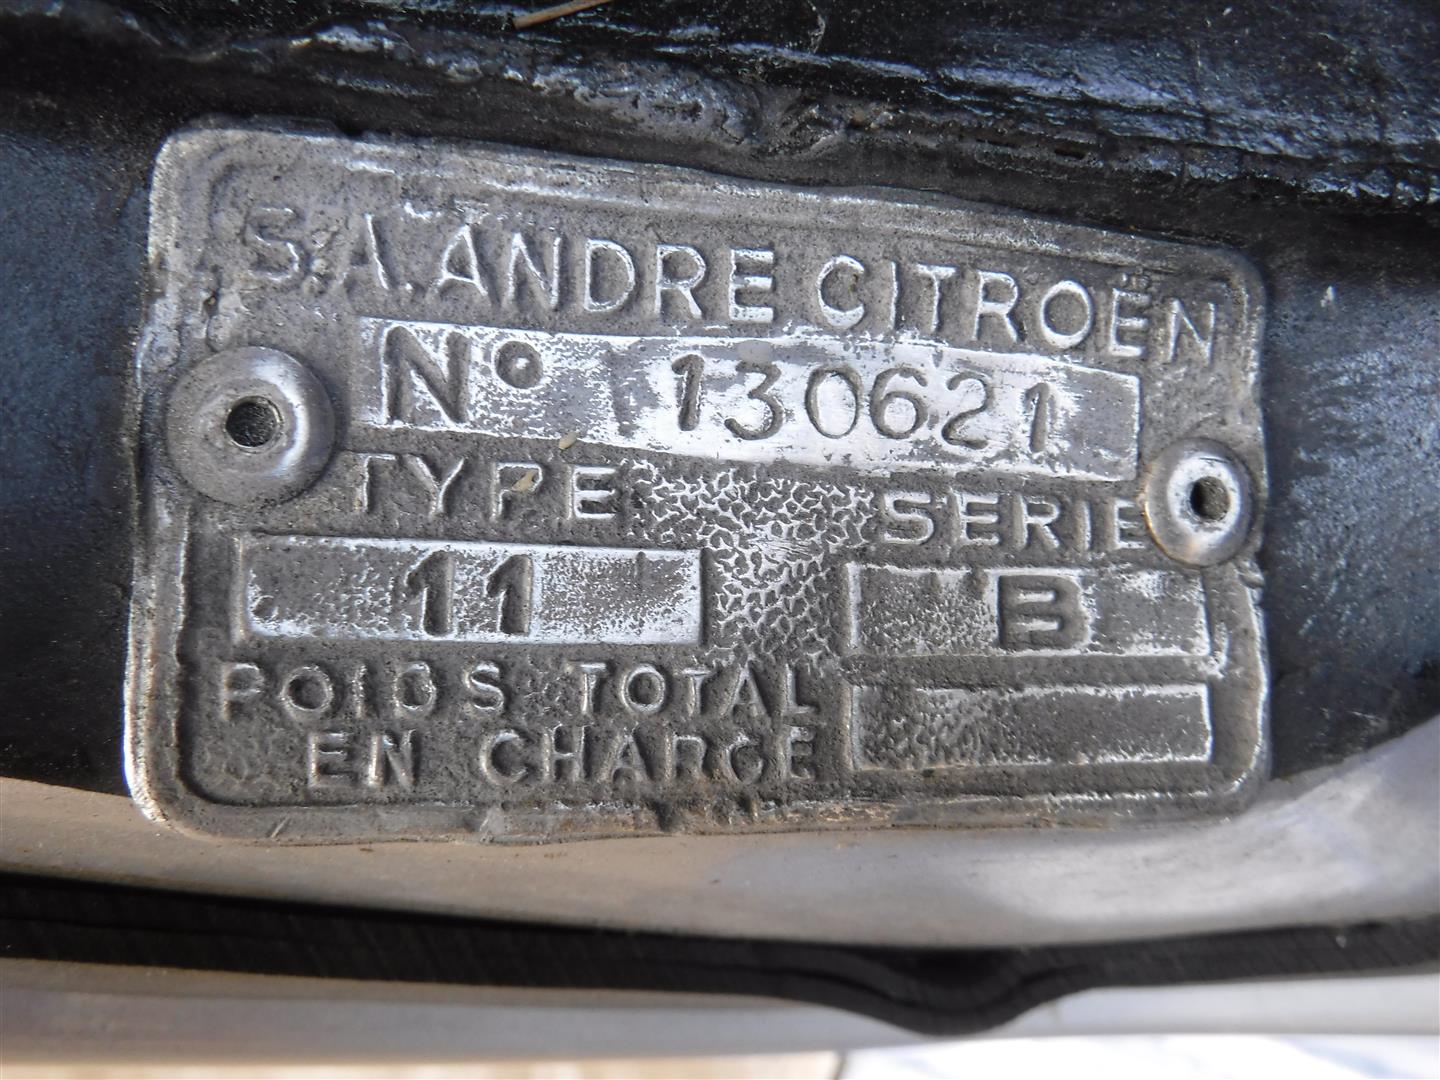 S.A. ANDRE CITROËN
N° 130621
TYPE SERIE
11 B
POIDS TOTAL
EN CHARGE